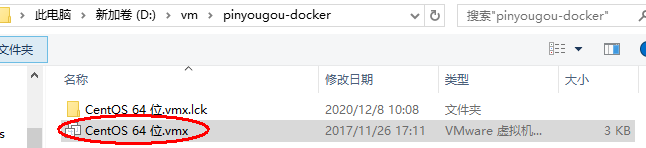 此电脑 › 新加卷 (D:) › vm › pinyougou-docker
搜索"pinyougou-docker"
文件夹
名称 修改日期 类型 大小
CentOS 64 位.vmx.lck 2020/12/8 10:08 文件夹
CentOS 64 位.vmx 2017/11/26 17:11 VMware 虚拟机... 3 KB
s